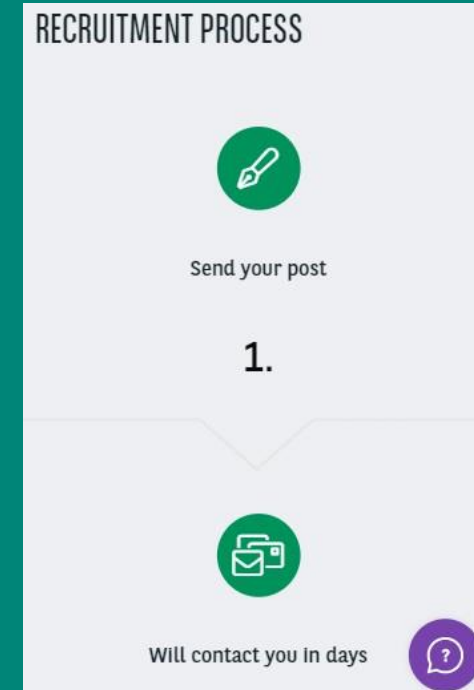 RECRUITMENT PROCESS
Send your post
1.
Will contact you in days
?